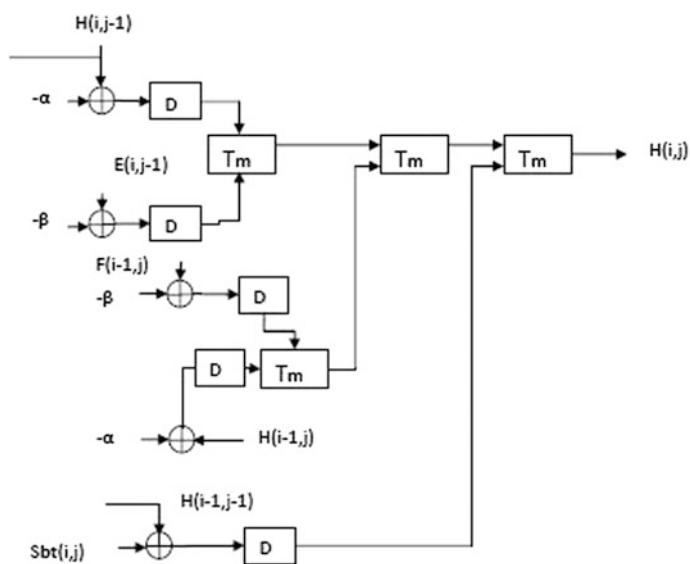 H(i,j-1)
-α
D
Tm
Tm
Tm
H(i,j)
E(i,j-1)
-β
D
F(i-1,j)
-β
D
D
Tm
-α
H(i-1,j)
H(i-1,j-1)
Sbt(i,j)
D